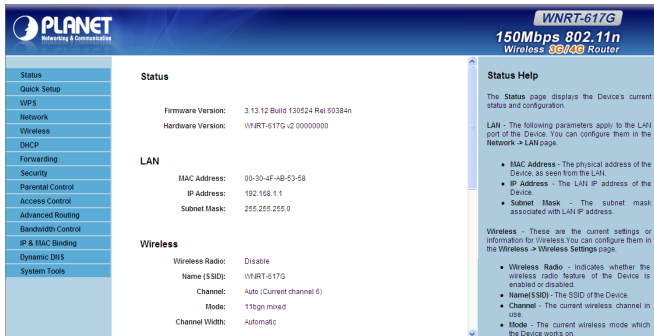 PLANET
Networking & Communication
WNRT-617G
150Mbps 802.11n
Wireless 3G/4G Router
Status
Quick Setup
WPS
Network
Wireless
DHCP
Forwarding
Security
Parental Control
Access Control
Advanced Routing
Bandwidth Control
IP & MAC Binding
Dynamic DNS
System Tools
Status
Firmware Version: 3.13.12 Build 130524 Rel.60384n
Hardware Version: WNRT-617G v2 00000000
LAN
MAC Address: 00-30-4F-AB-53-58
IP Address: 192.168.1.1
Subnet Mask: 255.255.255.0
Wireless
Wireless Radio: Disable
Name (SSID): WNRT-617G
Channel: Auto (Current channel 6)
Mode: 11bgn mixed
Channel Width: Automatic
Status Help
The Status page displays the Device's current
status and configuration.
LAN - The following parameters apply to the LAN
port of the Device. You can configure them in the
Network -> LAN page.
• MAC Address - The physical address of the
Device, as seen from the LAN.
• IP Address - The LAN IP address of the
Device.
• Subnet Mask - The subnet mask
associated with LAN IP address.
Wireless - These are the current settings or
information for Wireless.You can configure them in
the Wireless -> Wireless Settings page.
• Wireless Radio - Indicates whether the
wireless radio feature of the Device is
enabled or disabled.
• Name(SSID) - The SSID of the Device.
• Channel - The current wireless channel in
use.
• Mode - The current wireless mode which
the Device works on.